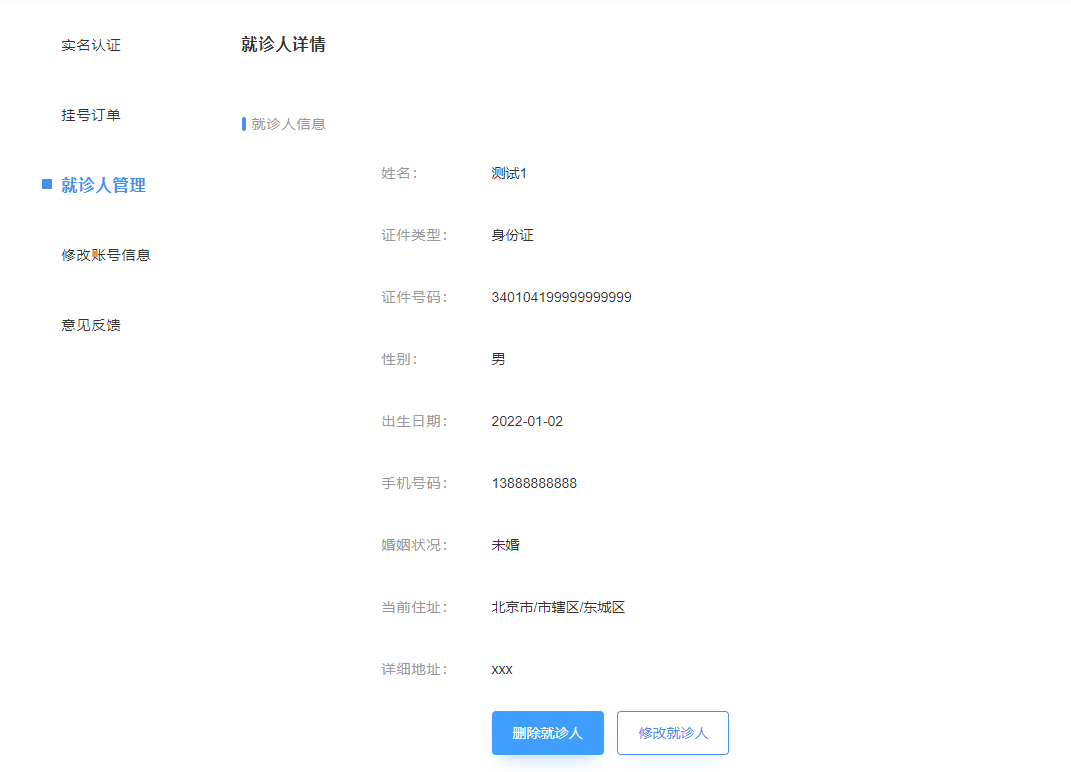 实名认证
挂号订单
就诊人管理
修改账号信息
意见反馈
就诊人详情
就诊人信息
姓名： 测试1
证件类型： 身份证
证件号码： 340104199999999999
性别： 男
出生日期： 2022-01-02
手机号码： 13888888888
婚姻状况： 未婚
当前住址： 北京市/市辖区/东城区
详细地址： xxx
删除就诊人 修改就诊人